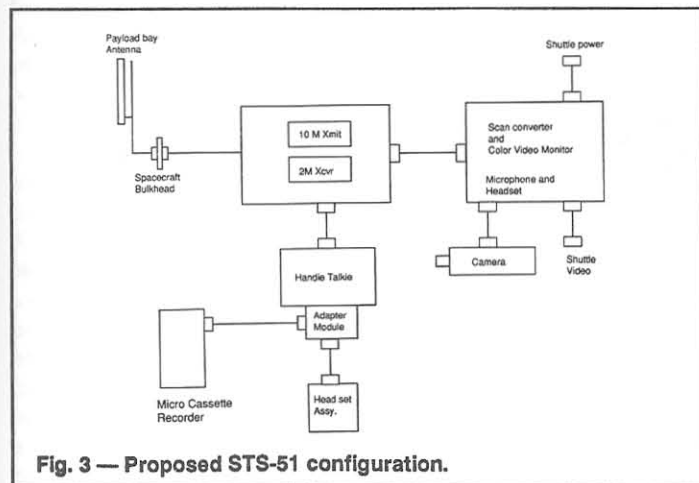 Payload bay
Antenna
Spacecraft
Bulkhead
10 M Xmit
2M Xcvr
Shuttle power
Scan converter
and
Color Video Monitor
Microphone and
Headset
Camera
Shuttle
Video
Handie Talkie
Adapter
Module
Micro Cassette
Recorder
Head set
Assy.
Fig. 3 — Proposed STS-51 configuration.